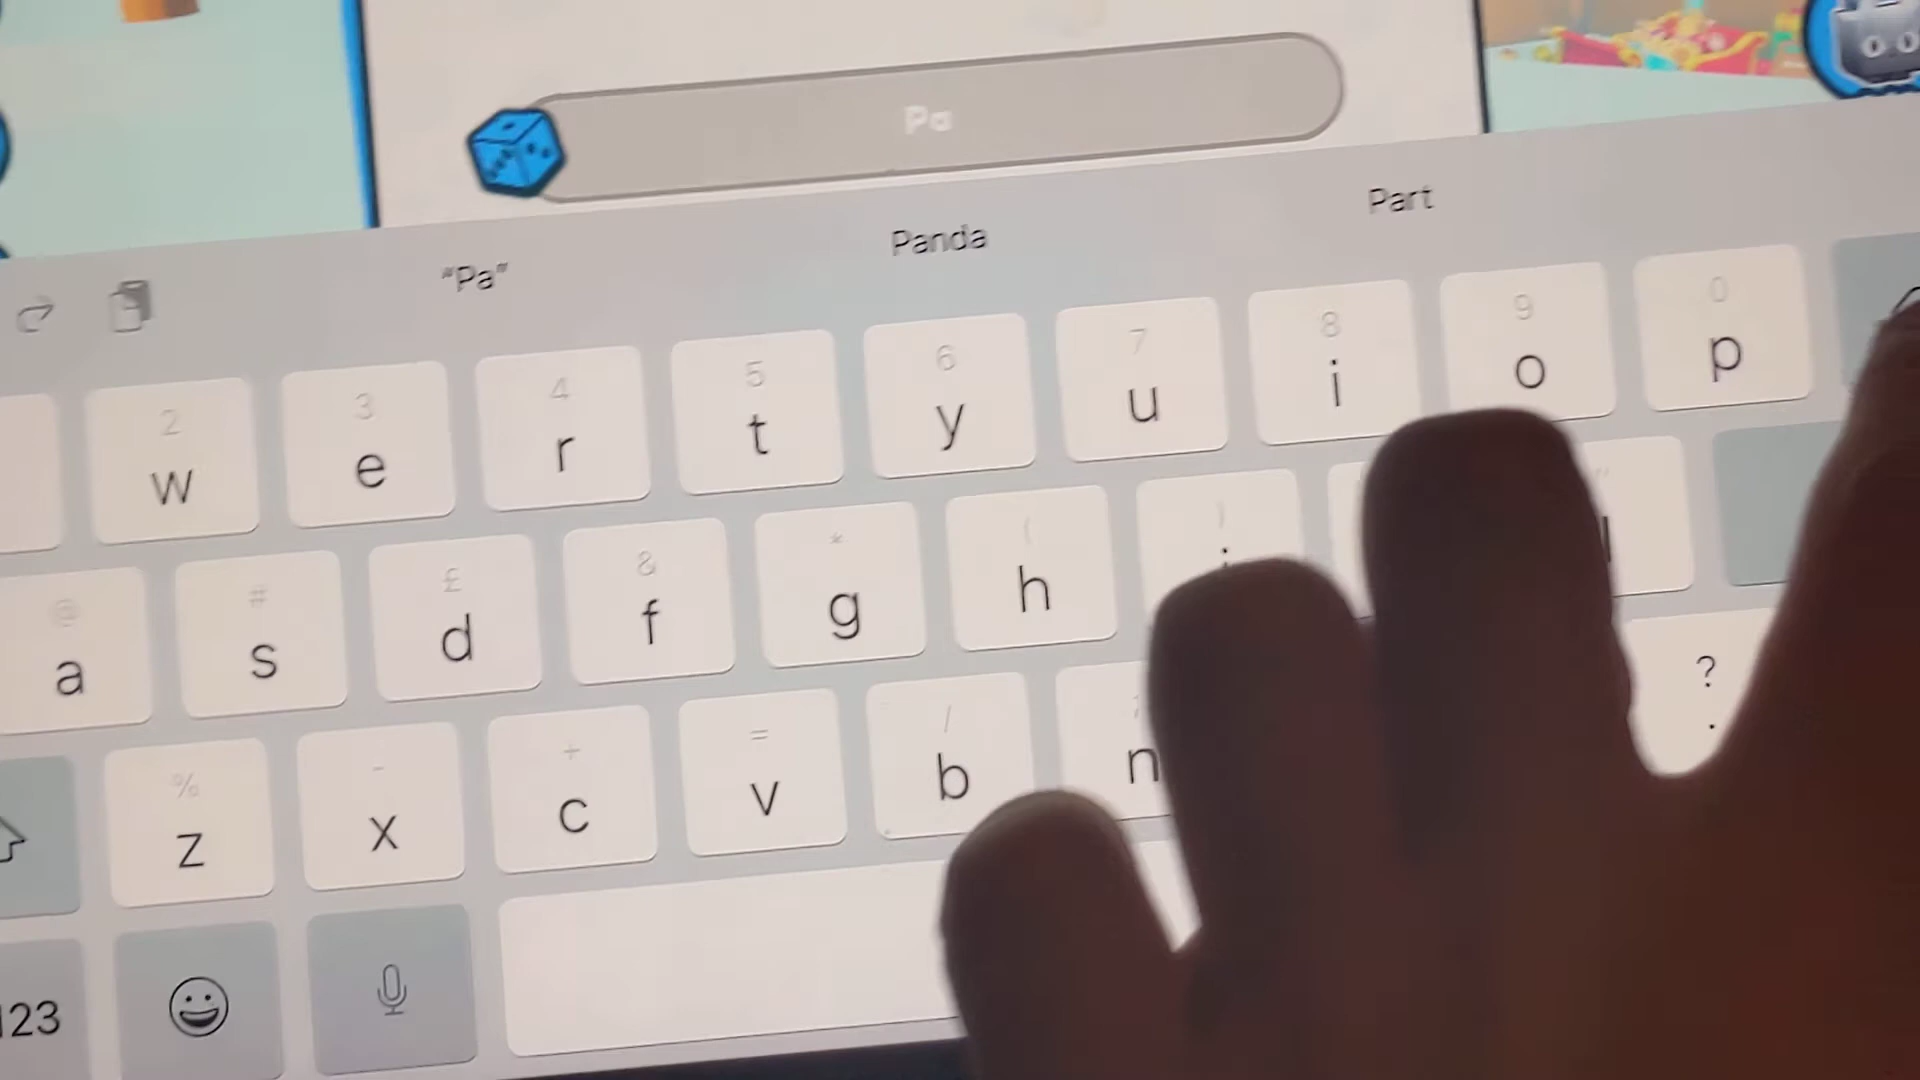 Pa
"Pa" Panda Part
2 3 4 5 6 7 8 9 0
w e r t y u i o p
@ # £ & * ( )
a s d f g h j l
% - + = /
z x c v b n ? .
123